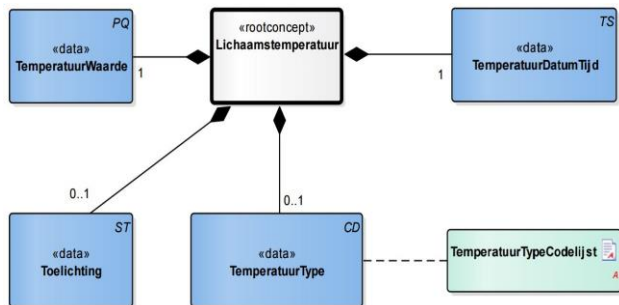 PQ
«data»
TemperatuurWaarde
1
«rootconcept»
Lichaamstemperatuur
TS
«data»
TemperatuurDatumTijd
1
0..1
0..1
ST
«data»
Toelichting
CD
«data»
TemperatuurType
TemperatuurTypeCodelijst
A
A